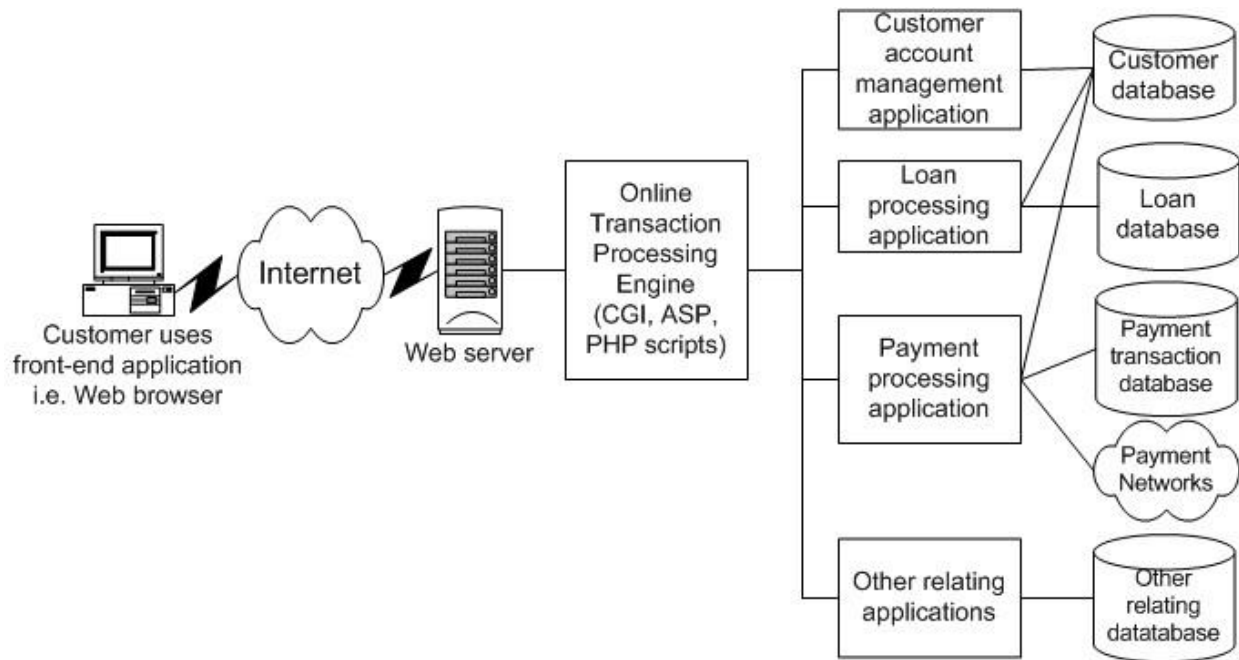 Customer uses
front-end application
i.e. Web browser
Internet
Web server
Online
Transaction
Processing
Engine
(CGI, ASP,
PHP scripts)
Customer
account
management
application
Loan
processing
application
Payment
processing
application
Other relating
applications
Customer
database
Loan
database
Payment
transaction
database
Payment
Networks
Other
relating
datatabase